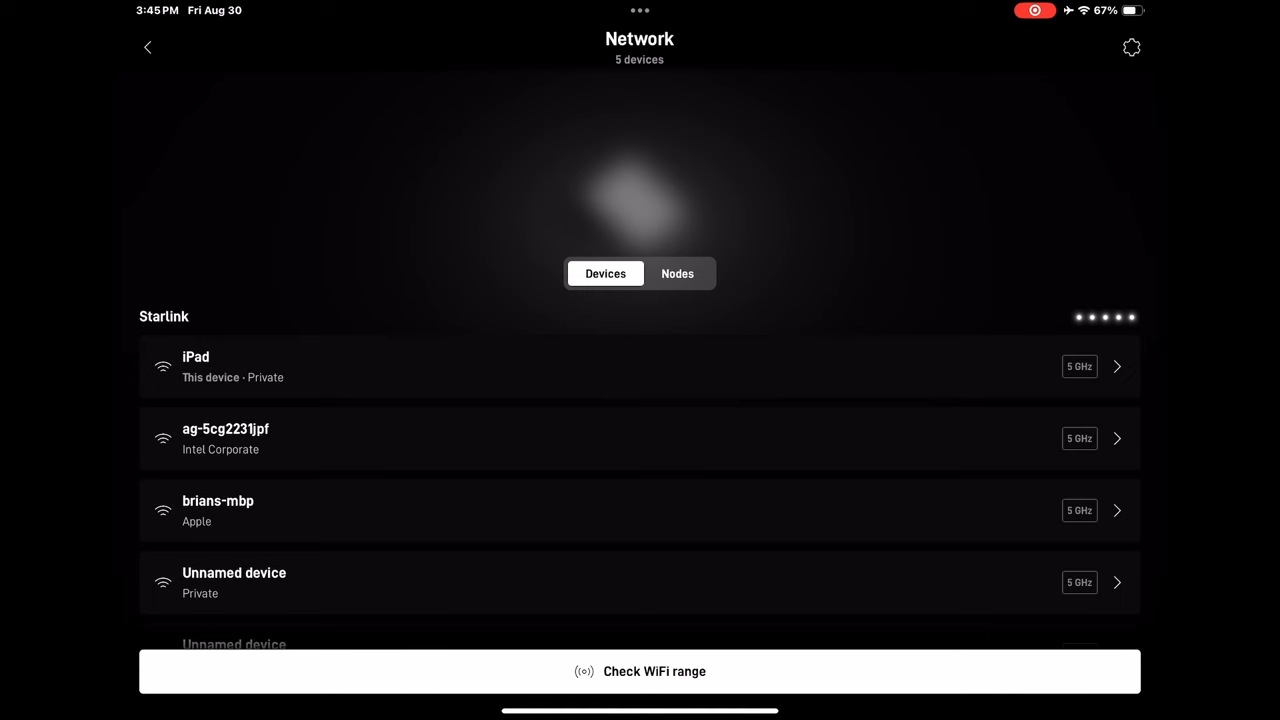 3:45 PM Fri Aug 30
67%
Network
5 devices
Devices Nodes
Starlink
iPad
This device · Private
5 GHz
ag-5cg2231jpf
Intel Corporate
5 GHz
brians-mbp
Apple
5 GHz
Unnamed device
Private
5 GHz
Unnamed device
Check WiFi range